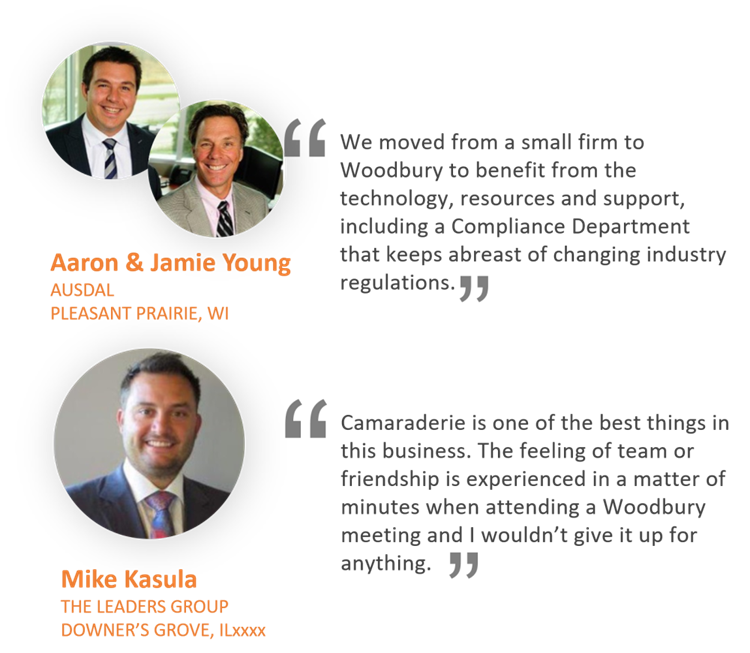 “
We moved from a small firm to
Woodbury to benefit from the
technology, resources and support,
including a Compliance Department
that keeps abreast of changing industry
regulations. ”
Aaron & Jamie Young
AUSDAL
PLEASANT PRAIRIE, WI
“
Camaraderie is one of the best things in
this business. The feeling of team or
friendship is experienced in a matter of
minutes when attending a Woodbury
meeting and I wouldn’t give it up for
anything. ”
Mike Kasula
THE LEADERS GROUP
DOWNER’S GROVE, ILxxxx